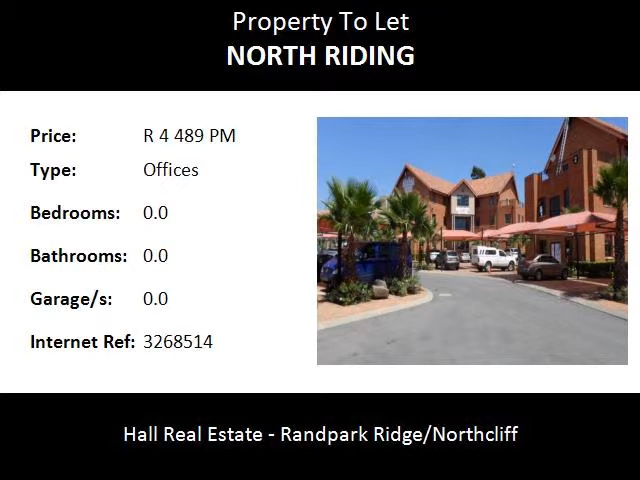 Property To Let
NORTH RIDING
Price: R 4 489 PM
Type: Offices
Bedrooms: 0.0
Bathrooms: 0.0
Garage/s: 0.0
Internet Ref: 3268514
Hall Real Estate - Randpark Ridge/Northcliff